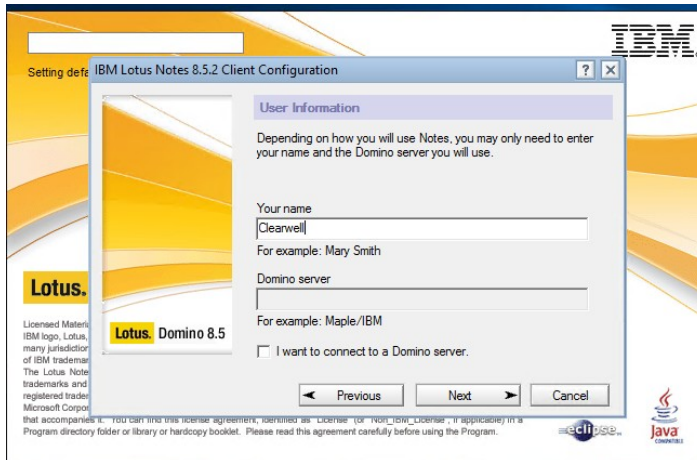 IBM
Setting defa
IBM Lotus Notes 8.5.2 Client Configuration
?
X
User Information
Depending on how you will use Notes, you may only need to enter
your name and the Domino server you will use.
Your name
Clearwell
For example: Mary Smith
Domino server
For example: Maple/IBM
I want to connect to a Domino server.
Previous
Next
Cancel
Lotus. Domino 8.5
Lotus.
Licensed Materi
IBM logo, Lotus,
many jurisdiction
of IBM trademar
The Lotus Note
trademarks and
registered trader
Microsoft Corpor
that accompanies it. You can find this license agreement, identified as "License" (or "Non_IBM_License", if applicable) in a
Program directory folder or library or hardcopy booklet. Please read this agreement carefully before using the Program.
eclipse
Java
COMPATIBLE